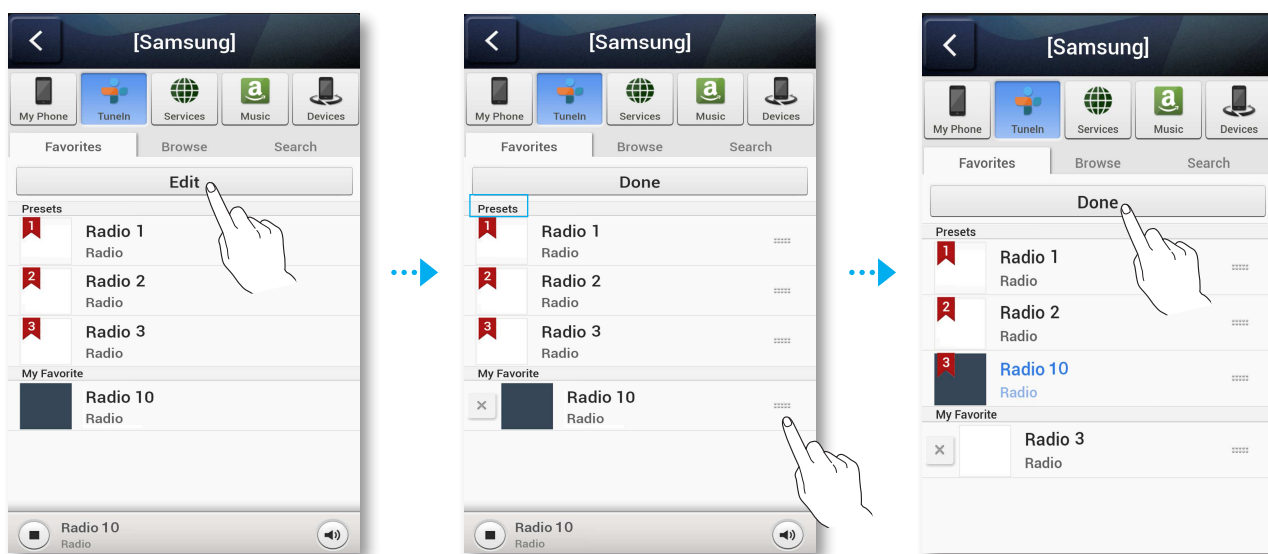 [Samsung]
My Phone TuneIn Services Music Devices
Favorites Browse Search
Edit
Presets
1 Radio 1
Radio
2 Radio 2
Radio
3 Radio 3
Radio
My Favorite
Radio 10
Radio
Radio 10
Radio
[Samsung]
My Phone TuneIn Services Music Devices
Favorites Browse Search
Done
Presets
1 Radio 1
Radio
2 Radio 2
Radio
3 Radio 3
Radio
My Favorite
Radio 10
Radio
Radio 10
Radio
[Samsung]
My Phone TuneIn Services Music Devices
Favorites Browse Search
Done
Presets
1 Radio 1
Radio
2 Radio 2
Radio
3 Radio 10
Radio
My Favorite
Radio 3
Radio